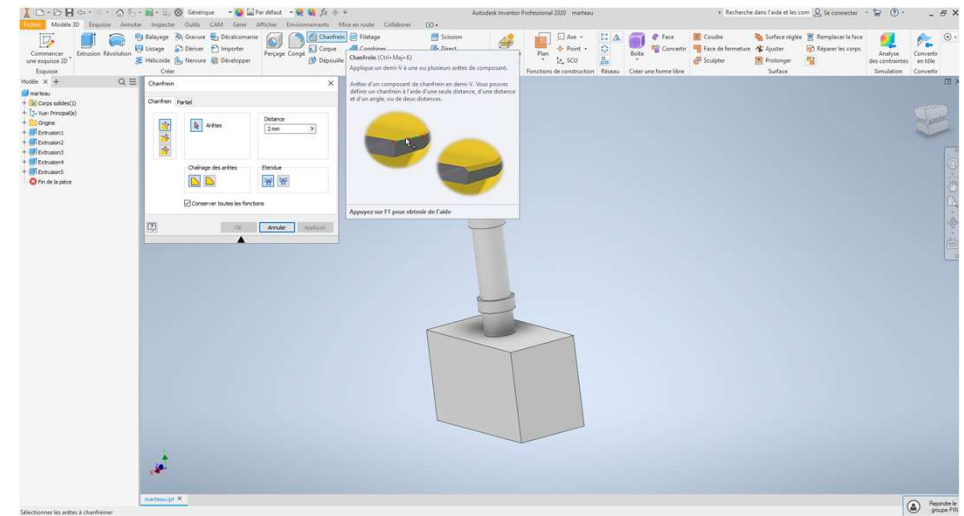 Générique
Par défaut
Autodesk Inventor Professional 2020 marteau
Recherche dans l'aide et les com
Se connecter
Fichier Modèle 3D Esquisse Annoter Inspecter Outils CAM Gérer Afficher Environnements Mise en route Collaborer
Commencer une esquisse 2D
Extrusion
Révolution
Balayage
Gravure
Décalcomanie
Lissage
Dériver
Importer
Hélicoïde
Nervure
Développer
Perçage
Congé
Chanfrein
Filetage
Scission
Coque
Combiner
Direct
Dépouille
Plan
Axe
Point
SCU
Boîte
Face
Convertir
Coudre
Face de fermeture
Sculpter
Surface réglée
Ajuster
Prolonger
Remplacer la face
Réparer les corps
Analyse des contraintes
Convertir en tôle
Esquisse
Créer
Fonctions de construction
Réseau
Créer une forme libre
Surface
Simulation
Convertir
Modèle
marteau
Corps solides(1)
Vue: Principal(e)
Origine
Extrusion1
Extrusion2
Extrusion3
Extrusion4
Extrusion5
Fin de la pièce
Chanfrein
Chanfrein Partiel
Arêtes
Distance
2 mm
Chaînage des arêtes
Etendue
Conserver toutes les fonctions
OK
Annuler
Appliquer
Chanfrein (Ctrl+Maj+K)
Applique un demi-V à une ou plusieurs arêtes de composant.
Arêtes d'un composant de chanfrein en demi-V. Vous pouvez
définir un chanfrein à l'aide d'une seule distance, d'une distance
et d'un angle, ou de deux distances.
Appuyez sur F1 pour obtenir de l'aide
marteau.ipt
Sélectionner les arêtes à chanfreiner
Rejoindre le
groupe PIN